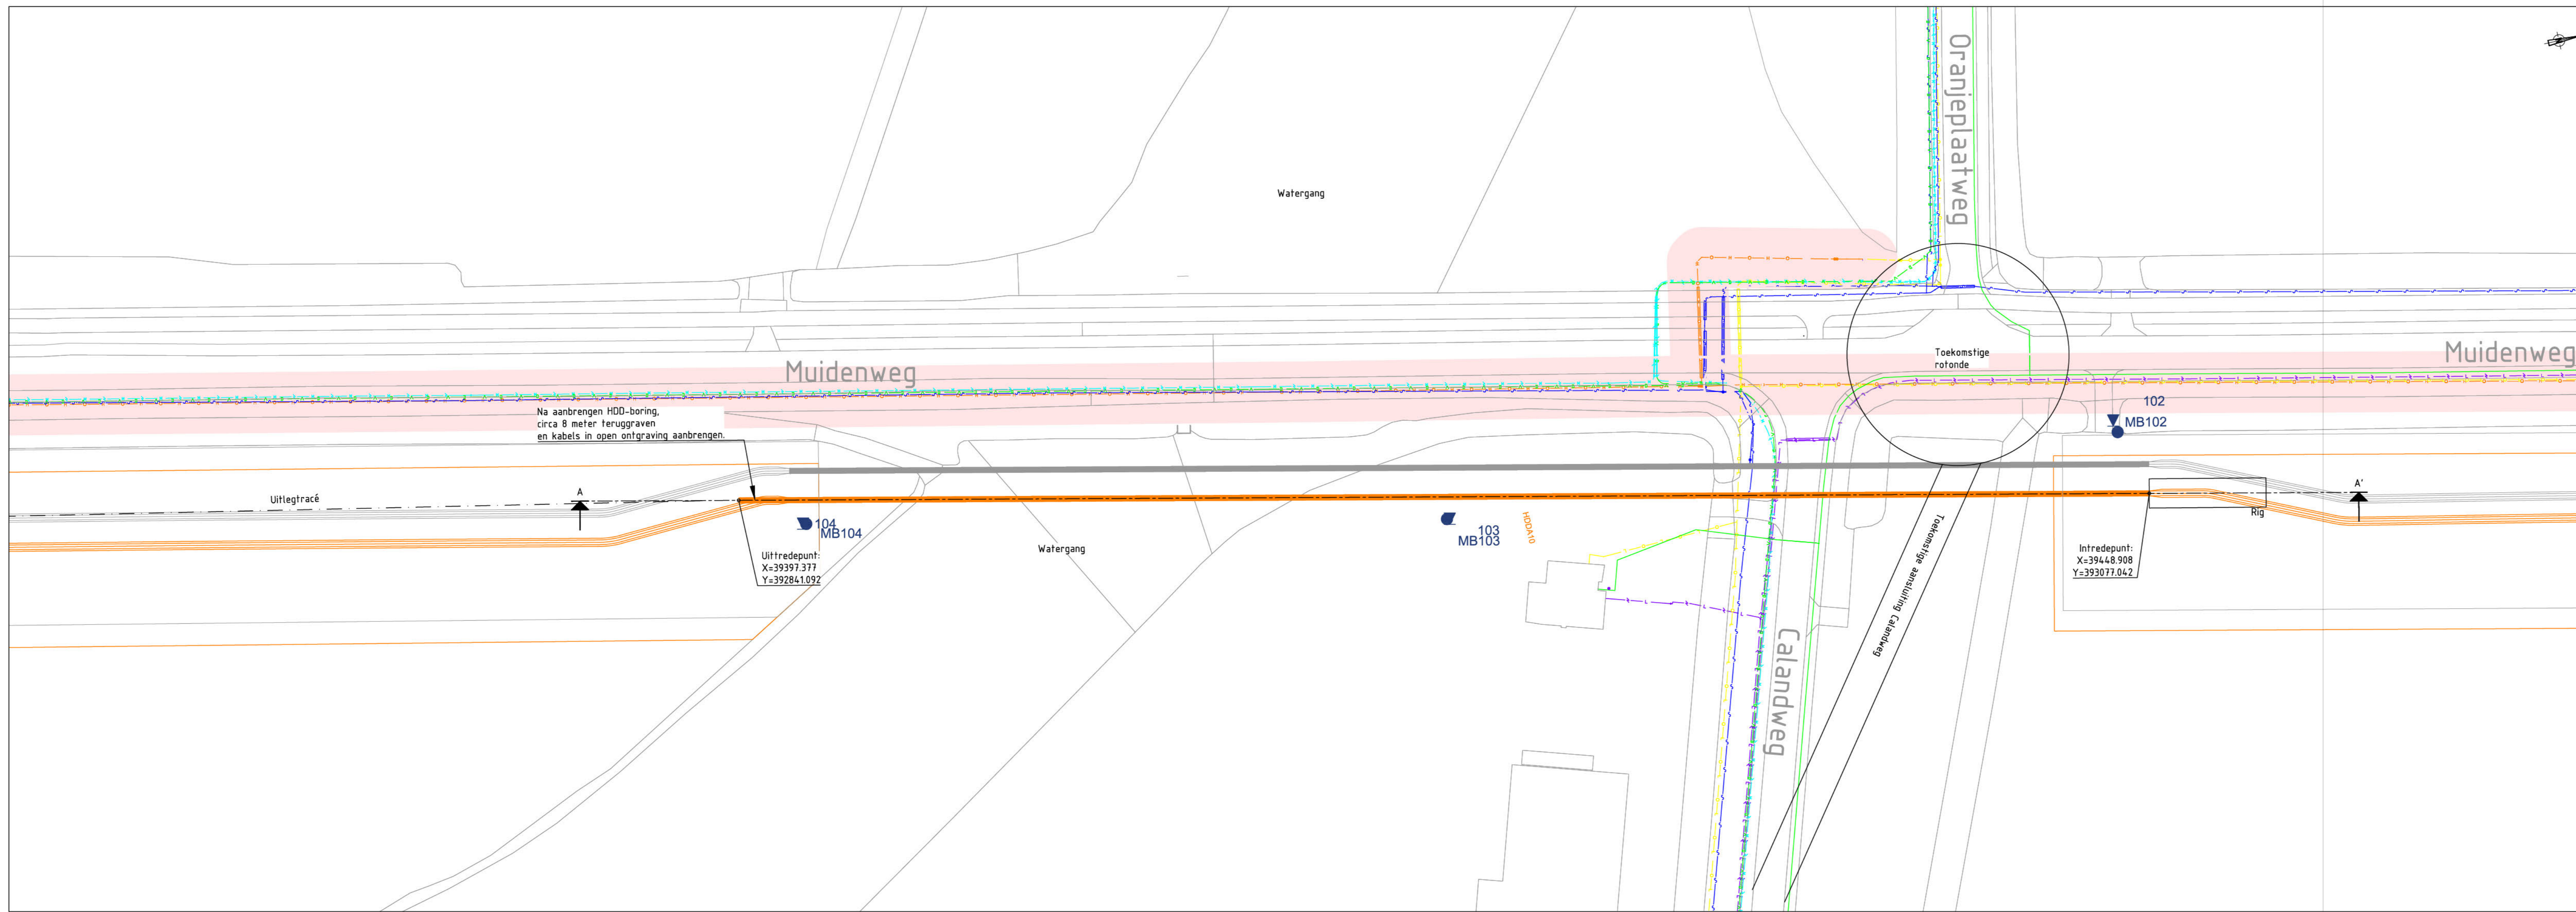 Oranjeplaatweg
Watergang
Toekomstige
rotonde
Muidenweg
Muidenweg
102
MB102
Na aanbrengen HDD-boring,
circa 8 meter teruggraven
en kabels in open ontgraving aanbrengen.
Uitlegtracé
A
A'
104
MB104
103
MB103
HDDA10
Rig
Watergang
Uittredepunt:
X=39397.377
Y=392841.092
Intredepunt:
X=39448.908
Y=393077.042
Toekomstige aansluiting Calandweg
Calandweg